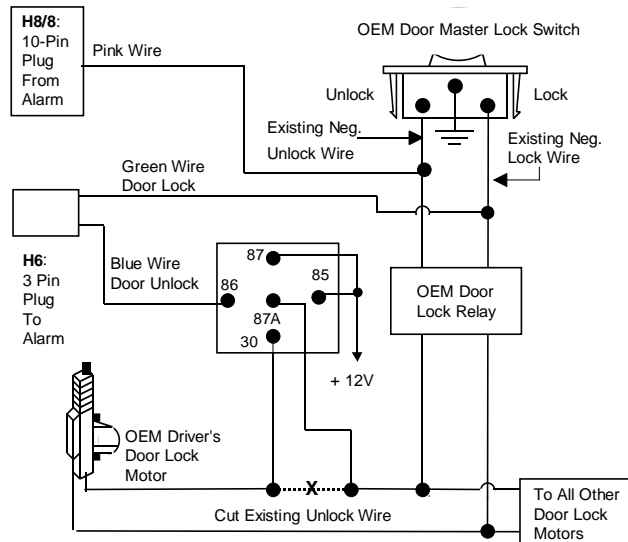 H8/8:
10-Pin
Plug
From
Alarm
Pink Wire
OEM Door Master Lock Switch
Unlock
Lock
Existing Neg.
Unlock Wire
Existing Neg.
Lock Wire
Green Wire
Door Lock
H6:
3 Pin
Plug
To
Alarm
Blue Wire
Door Unlock
87
86
85
87A
30
+ 12V
OEM Door
Lock Relay
OEM Driver's
Door Lock
Motor
X
Cut Existing Unlock Wire
To All Other
Door Lock
Motors